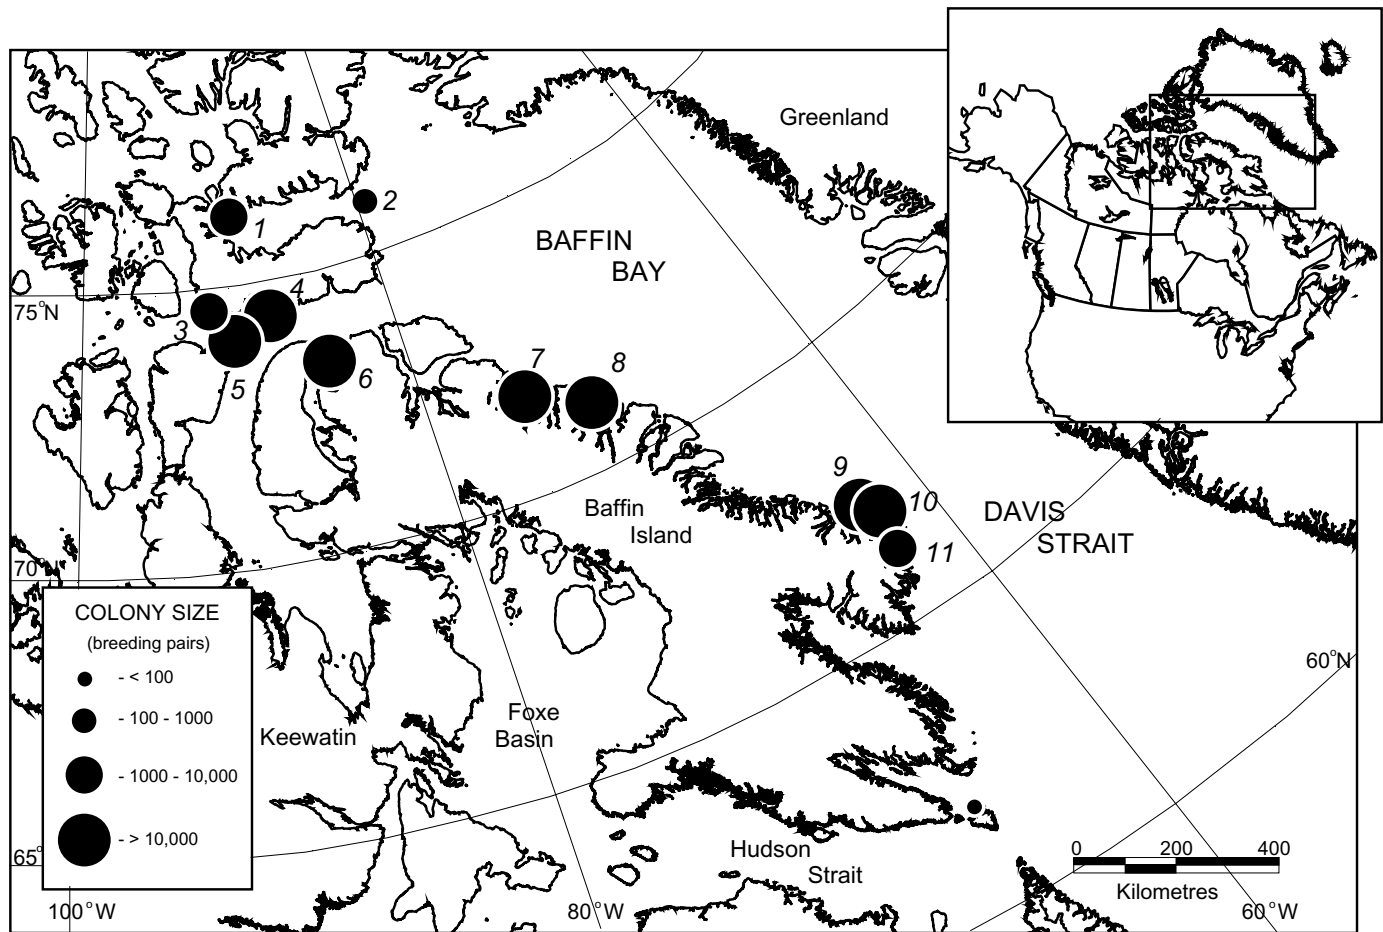 Greenland
BAFFIN
BAY
1
2
3
4
5
6
7
8
9
10
11
75°N
70°
65°
60°N
Baffin
Island
DAVIS
STRAIT
COLONY SIZE
(breeding pairs)
- < 100
- 100 - 1000
- 1000 - 10,000
- > 10,000
Keewatin
Foxe
Basin
Hudson
Strait
0 200 400
Kilometres
100°W
80°W
60°W